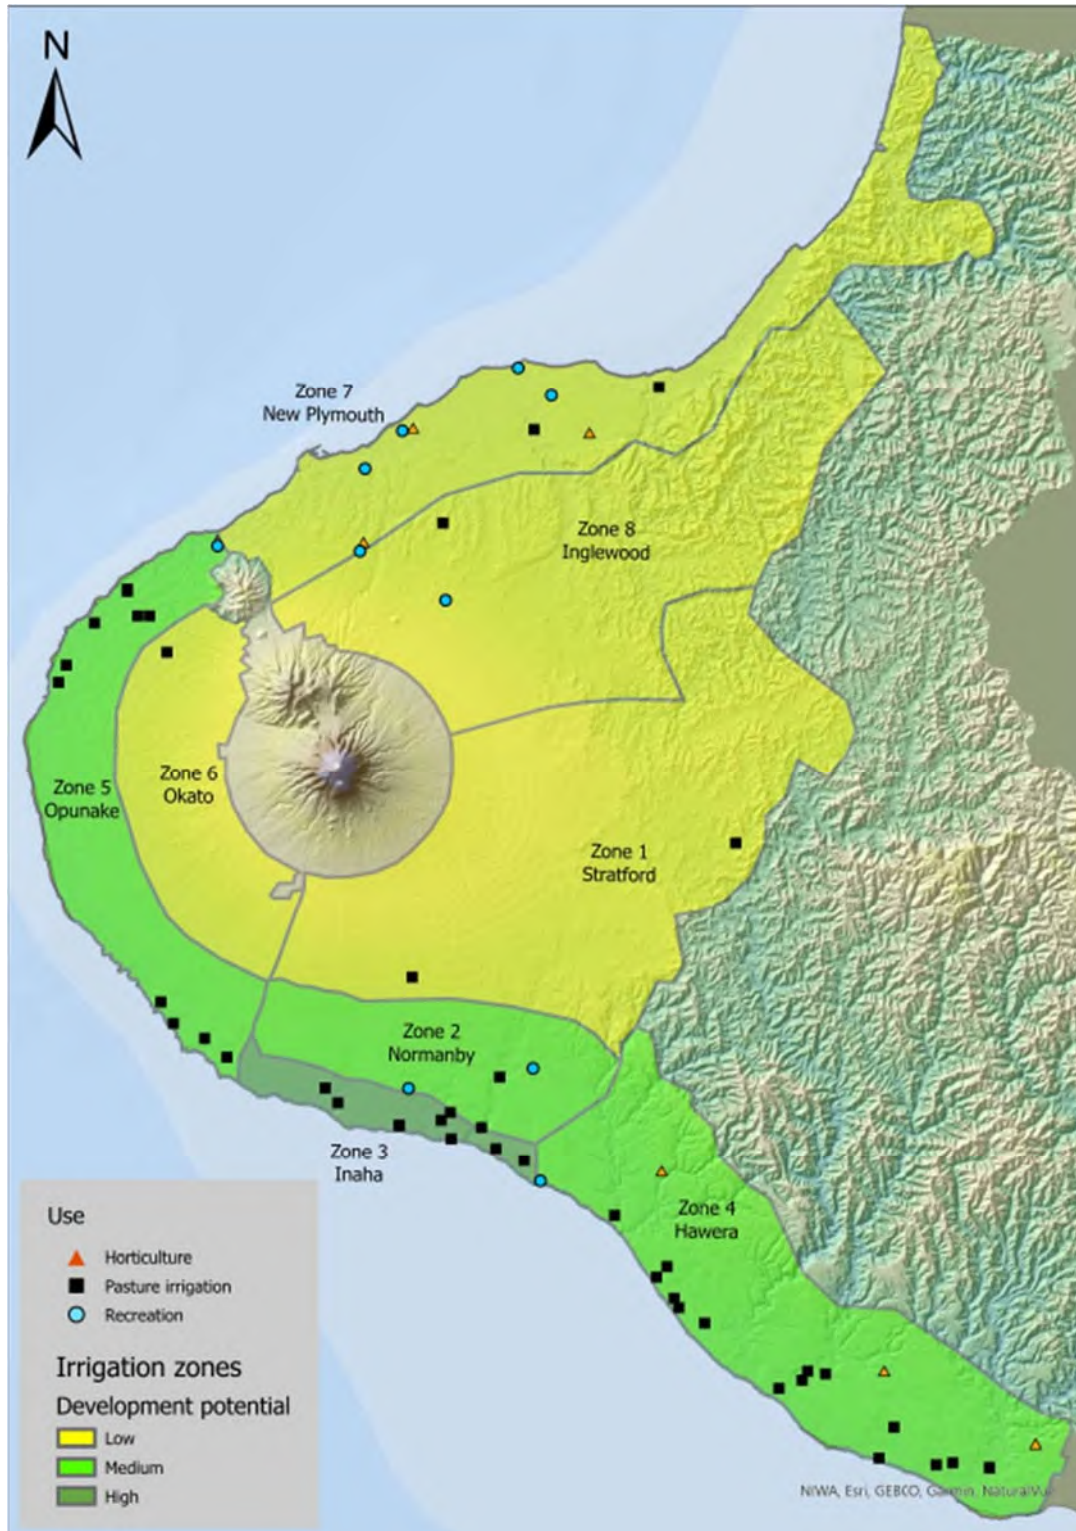 N
Zone 7
New Plymouth
Zone 8
Inglewood
Zone 5
Opunake
Zone 6
Okato
Zone 1
Stratford
Zone 2
Normanby
Zone 3
Inaha
Zone 4
Hawera
Use
Horticulture
Pasture irrigation
Recreation
Irrigation zones
Development potential
Low
Medium
High
NIWA, Esri, GEBCO, Garmin, NaturalVue